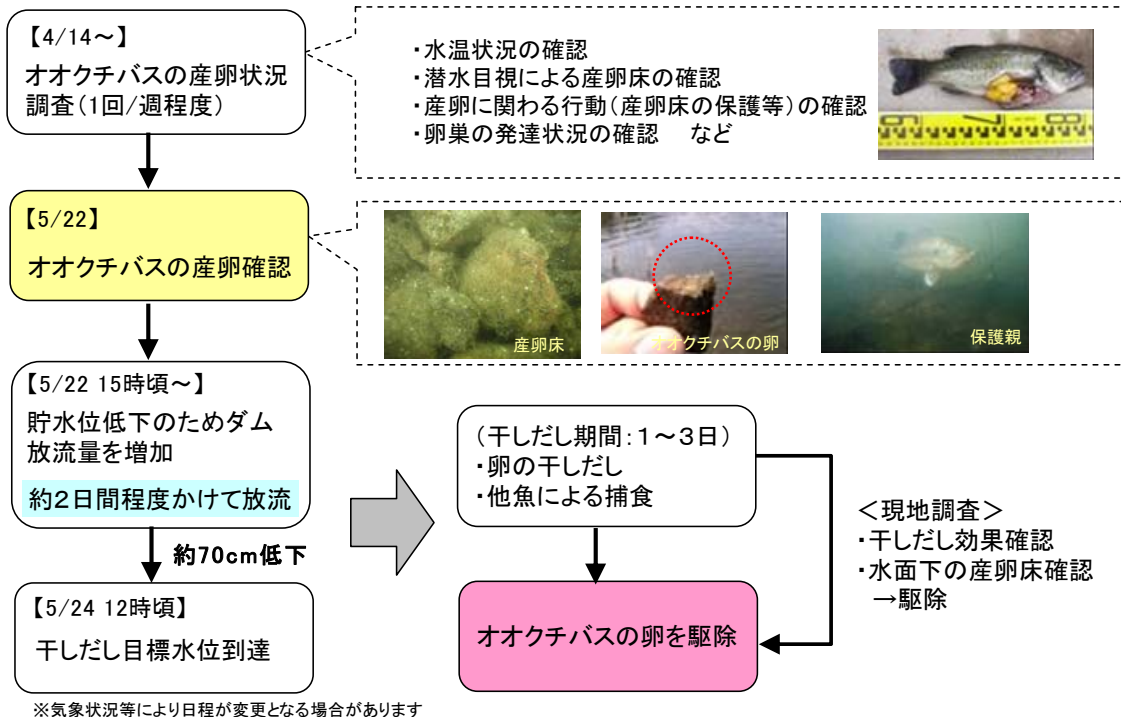 【4/14～】
オオクチバスの産卵状況
調査(1回/週程度)
・水温状況の確認
・潜水目視による産卵床の確認
・産卵に関わる行動(産卵床の保護等)の確認
・卵巣の発達状況の確認　など
6 7 8
【5/22】
オオクチバスの産卵確認
産卵床
オオクチバスの卵
保護親
【5/22 15時頃～】
貯水位低下のためダム
放流量を増加
約2日間程度かけて放流
約70cm低下
【5/24 12時頃】
干しだし目標水位到達
(干しだし期間:1～3日)
・卵の干しだし
・他魚による捕食
オオクチバスの卵を駆除
＜現地調査＞
・干しだし効果確認
・水面下の産卵床確認
→駆除
※気象状況等により日程が変更となる場合があります